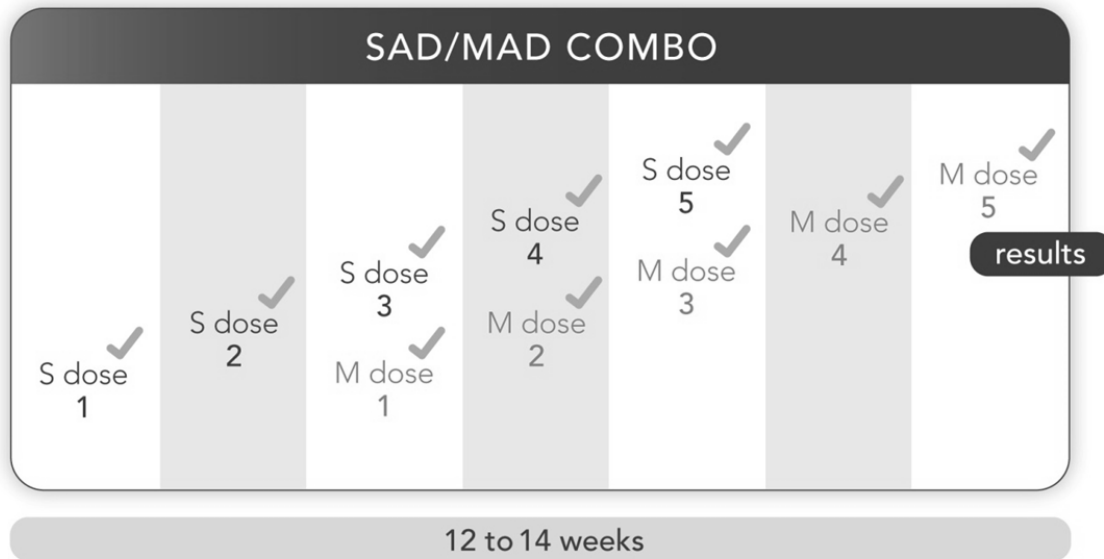 SAD/MAD COMBO
S dose
1
S dose
2
S dose
3
M dose
1
S dose
4
M dose
2
S dose
5
M dose
3
M dose
4
M dose
5
results
12 to 14 weeks